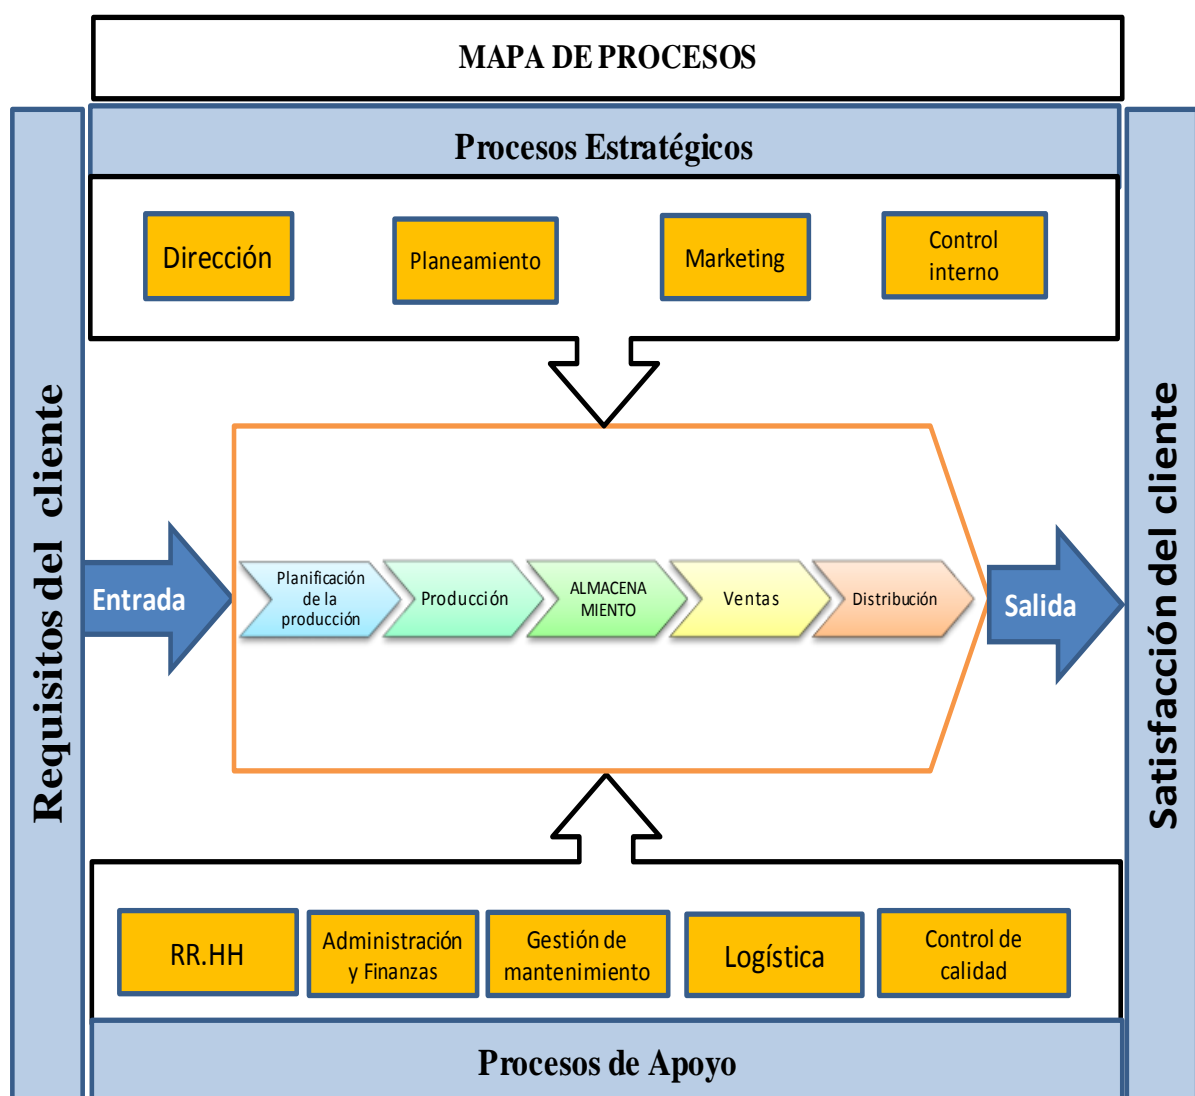 MAPA DE PROCESOS
Procesos Estratégicos
Dirección
Planeamiento
Marketing
Control
interno
Requisitos del cliente
Entrada
Planificación
de la
producción
Producción
ALMACENA
MIENTO
Ventas
Distribución
Salida
Satisfacción del cliente
RR.HH
Administración
y Finanzas
Gestión de
mantenimiento
Logística
Control de
calidad
Procesos de Apoyo